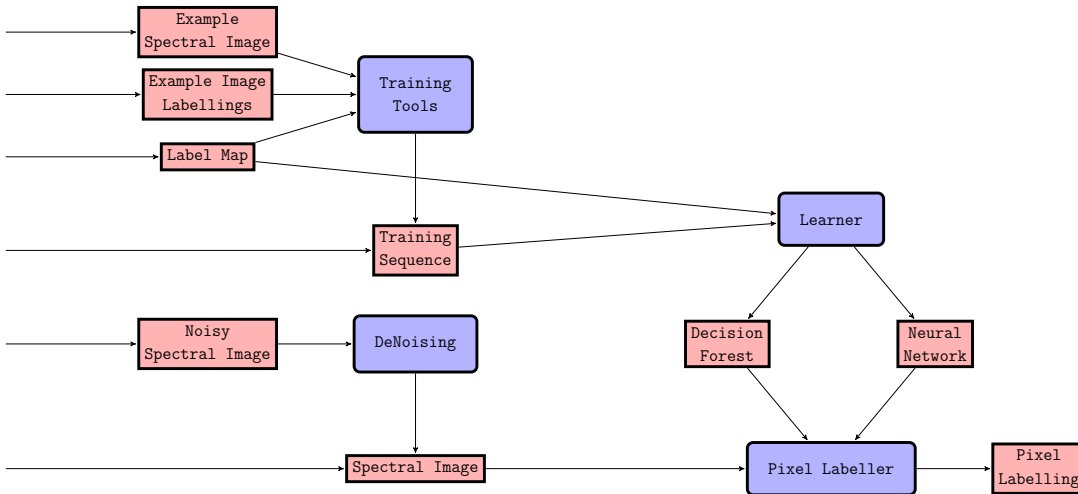 Example
Spectral Image
Example Image
Labellings
Label Map
Training
Tools
Training
Sequence
Learner
Noisy
Spectral Image
DeNoising
Decision
Forest
Neural
Network
Spectral Image
Pixel Labeller
Pixel
Labelling